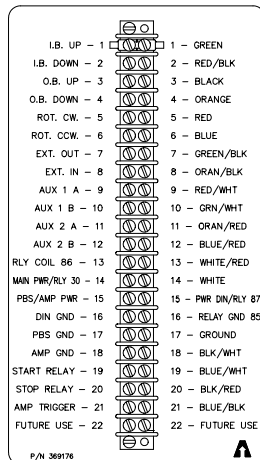 I.B. UP - 1 1 - GREEN
I.B. DOWN - 2 2 - RED/BLK
O.B. UP - 3 3 - BLACK
O.B. DOWN - 4 4 - ORANGE
ROT. CW. - 5 5 - RED
ROT. CCW. - 6 6 - BLUE
EXT. OUT - 7 7 - GREEN/BLK
EXT. IN - 8 8 - ORAN/BLK
AUX 1 A - 9 9 - RED/WHT
AUX 1 B - 10 10 - GRN/WHT
AUX 2 A - 11 11 - ORAN/RED
AUX 2 B - 12 12 - BLUE/RED
RLY COIL 86 - 13 13 - WHITE/RED
MAIN PWR/RLY 30 - 14 14 - WHITE
PBS/AMP PWR - 15 15 - PWR DIN/RLY 87
DIN GND - 16 16 - RELAY GND 85
PBS GND - 17 17 - GROUND
AMP GND - 18 18 - BLK/WHT
START RELAY - 19 19 - BLUE/WHT
STOP RELAY - 20 20 - BLK/RED
AMP TRIGGER - 21 21 - BLUE/BLK
FUTURE USE - 22 22 - FUTURE USE
P/N 369176